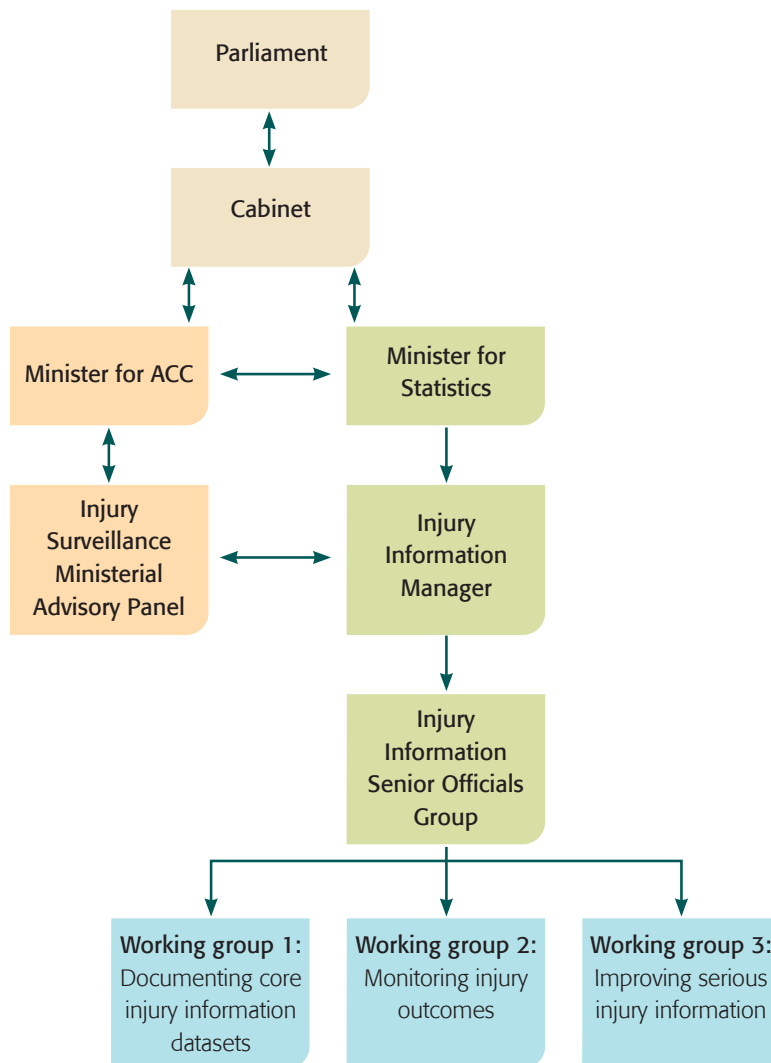 Parliament
Cabinet
Minister for ACC
Minister for
Statistics
Injury
Surveillance
Ministerial
Advisory Panel
Injury
Information
Manager
Injury
Information
Senior Officials
Group
Working group 1:
Documenting core
injury information
datasets
Working group 2:
Monitoring injury
outcomes
Working group 3:
Improving serious
injury information